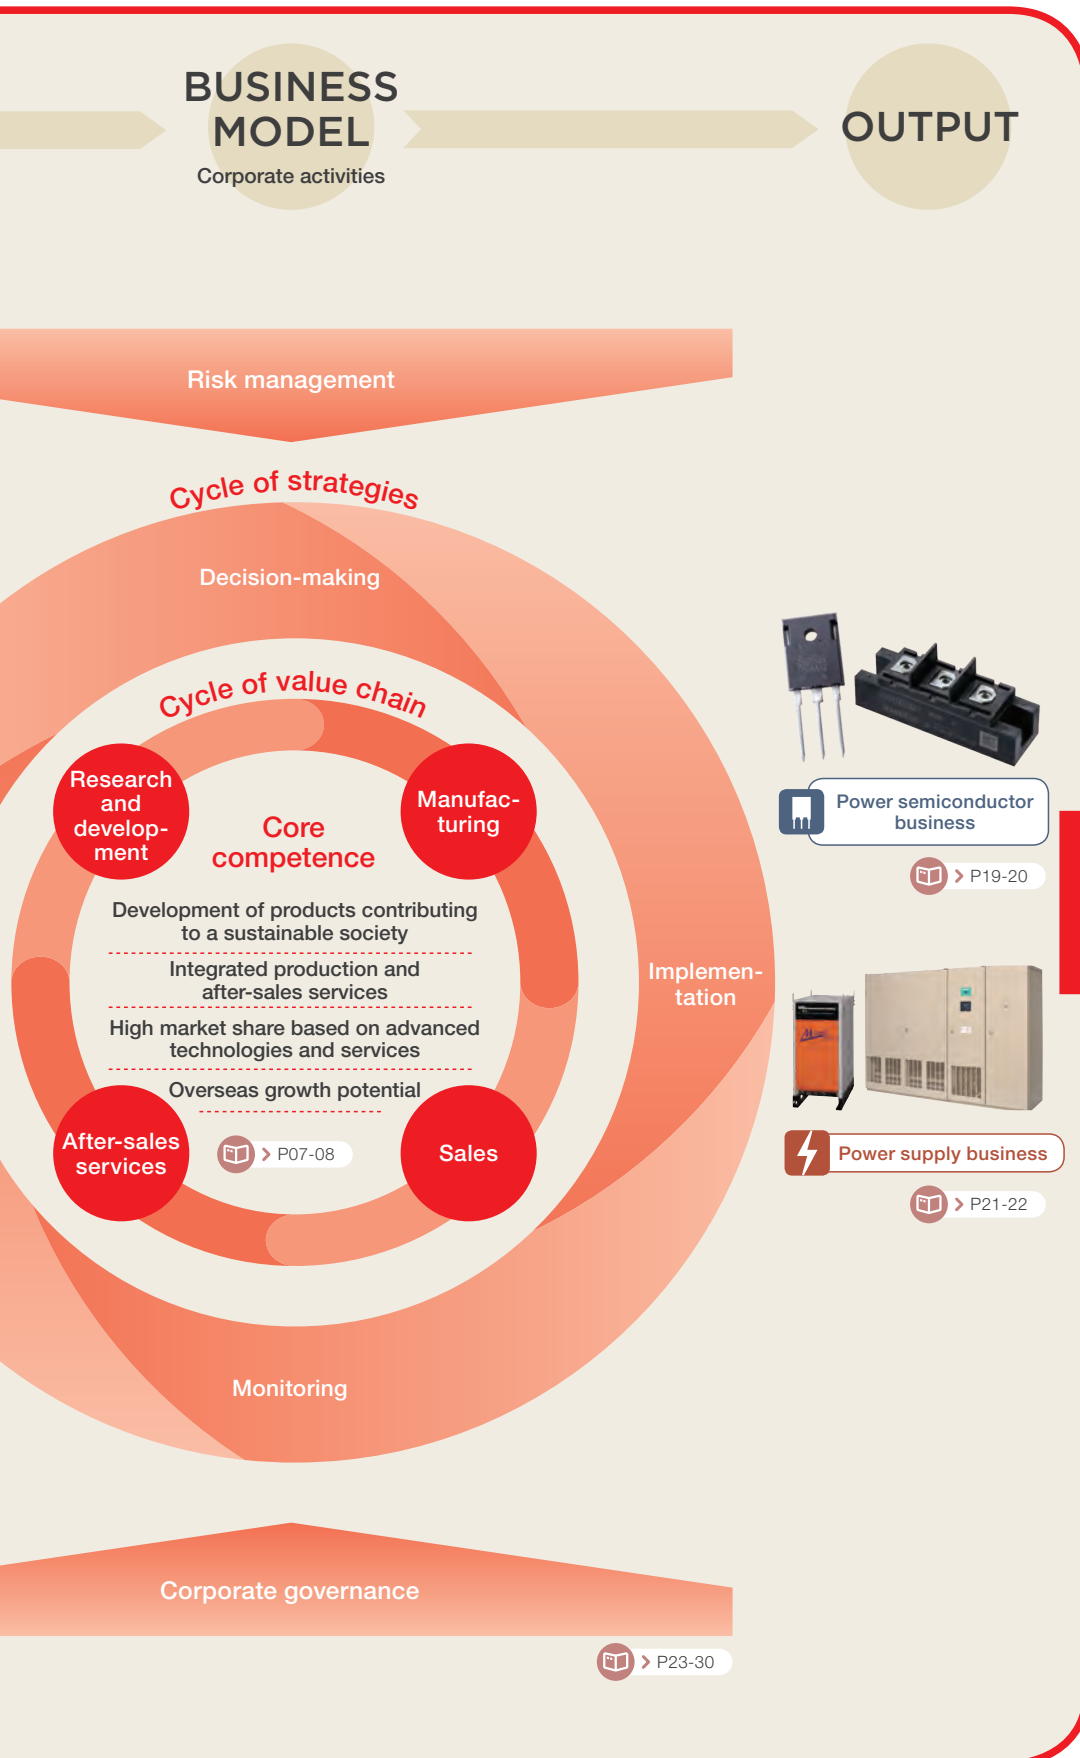 BUSINESS
MODEL
Corporate activities
OUTPUT
Risk management
Cycle of strategies
Decision-making
Cycle of value chain
Research
and
develop-
ment
Manufac-
turing
Core
competence
Development of products contributing
to a sustainable society
Integrated production and
after-sales services
High market share based on advanced
technologies and services
Overseas growth potential
P07-08
After-sales
services
Sales
Implemen-
tation
Monitoring
Power semiconductor
business
P19-20
Power supply business
P21-22
Corporate governance
P23-30